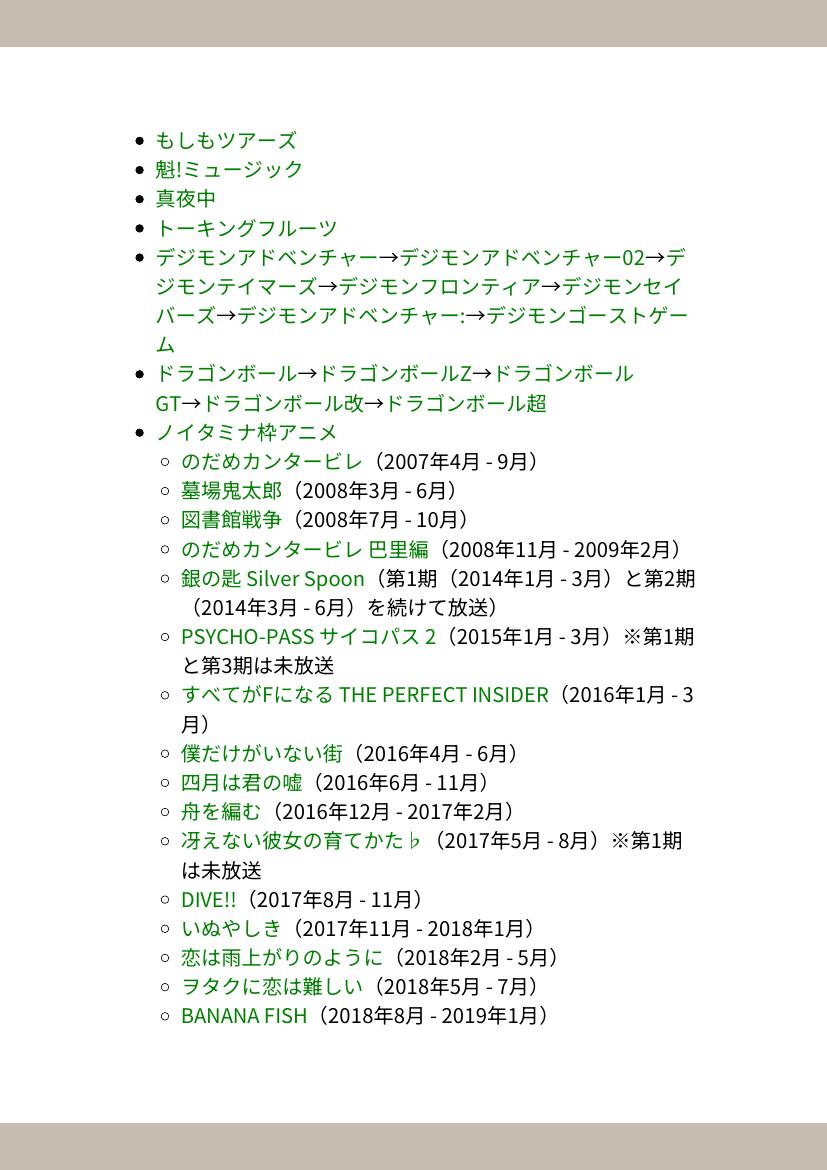 もしもツアーズ
魁!ミュージック
真夜中
トーキングフルーツ
デジモンアドベンチャー→デジモンアドベンチャー02→デ
ジモンテイマーズ→デジモンフロンティア→デジモンセイ
バーズ→デジモンアドベンチャー:→デジモンゴーストゲー
ム
ドラゴンボール→ドラゴンボールZ→ドラゴンボール
GT→ドラゴンボール改→ドラゴンボール超
ノイタミナ枠アニメ
のだめカンタービレ（2007年4月 - 9月）
墓場鬼太郎（2008年3月 - 6月）
図書館戦争（2008年7月 - 10月）
のだめカンタービレ 巴里編（2008年11月 - 2009年2月）
銀の匙 Silver Spoon（第1期（2014年1月 - 3月）と第2期
（2014年3月 - 6月）を続けて放送）
PSYCHO-PASS サイコパス 2（2015年1月 - 3月）※第1期
と第3期は未放送
すべてがFになる THE PERFECT INSIDER（2016年1月 - 3
月）
僕だけがいない街（2016年4月 - 6月）
四月は君の嘘（2016年6月 - 11月）
舟を編む（2016年12月 - 2017年2月）
冴えない彼女の育てかた♭（2017年5月 - 8月）※第1期
は未放送
DIVE!!（2017年8月 - 11月）
いぬやしき（2017年11月 - 2018年1月）
恋は雨上がりのように（2018年2月 - 5月）
ヲタクに恋は難しい（2018年5月 - 7月）
BANANA FISH（2018年8月 - 2019年1月）